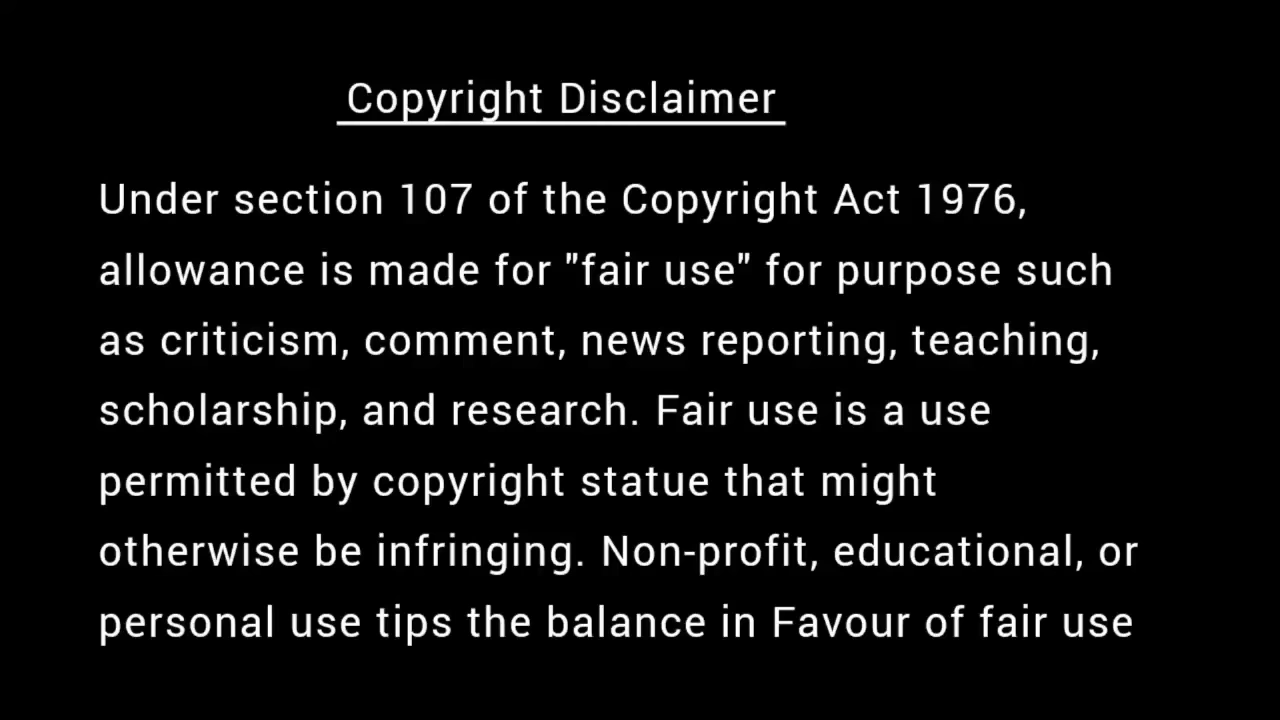 Copyright Disclaimer
Under section 107 of the Copyright Act 1976,
allowance is made for "fair use" for purpose such
as criticism, comment, news reporting, teaching,
scholarship, and research. Fair use is a use
permitted by copyright statue that might
otherwise be infringing. Non-profit, educational, or
personal use tips the balance in Favour of fair use